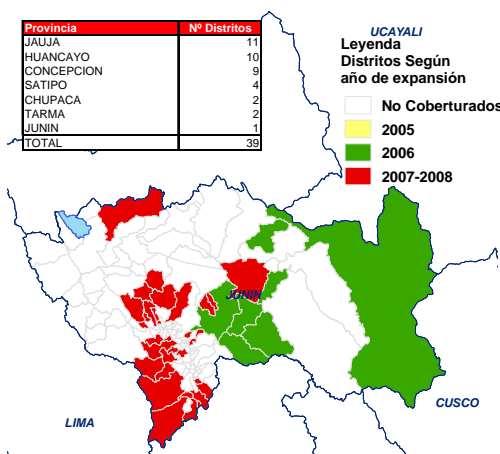 Provincia Nº Distritos
JAUJA 11
HUANCAYO 10
CONCEPCION 9
SATIPO 4
CHUPACA 2
TARMA 2
JUNIN 1
TOTAL 39
UCAYALI
Leyenda
Distritos Según
año de expansión
No Coberturados
2005
2006
2007-2008
JUNIN
LIMA
CUSCO